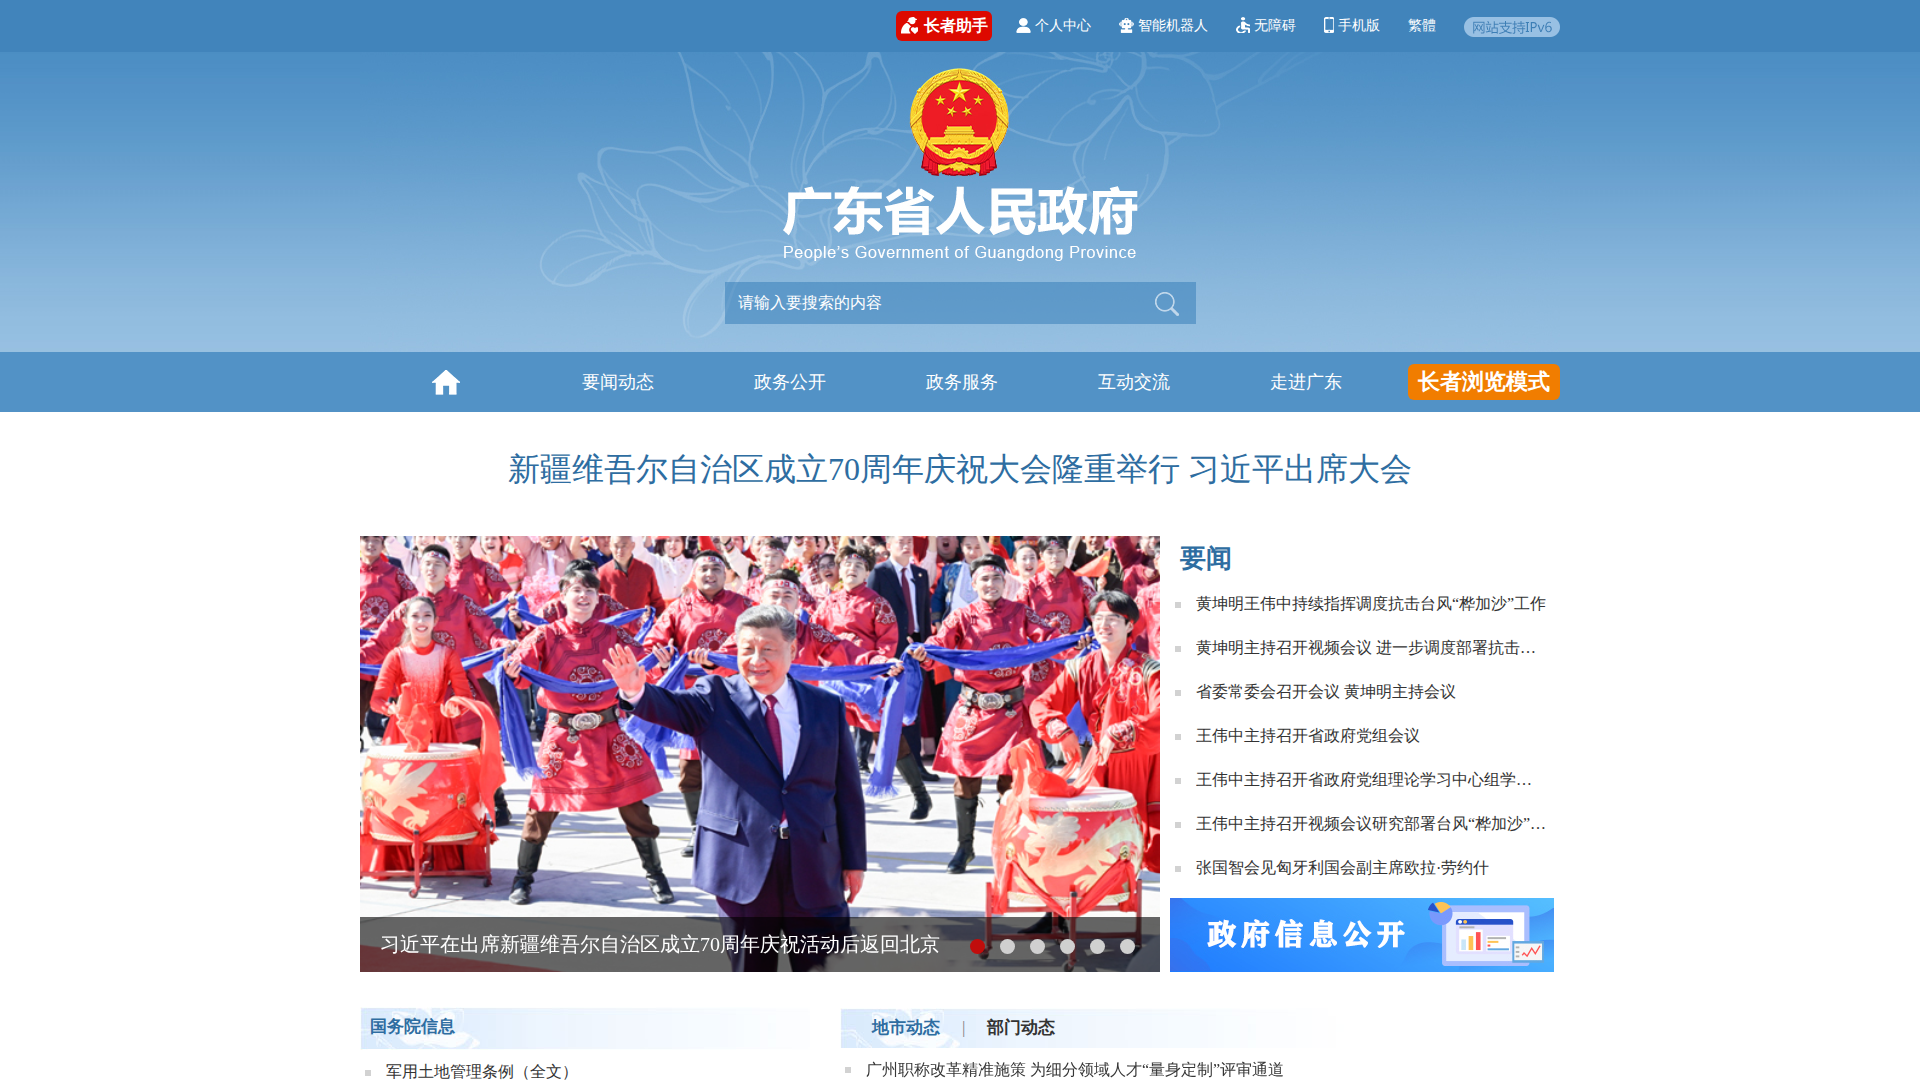 长者助手 个人中心 智能机器人 无障碍 手机版 繁體 网站支持IPv6
广东省人民政府
People's Government of Guangdong Province
请输入要搜索的内容
要闻动态 政务公开 政务服务 互动交流 走进广东 长者浏览模式
新疆维吾尔自治区成立70周年庆祝大会隆重举行 习近平出席大会
习近平在出席新疆维吾尔自治区成立70周年庆祝活动后返回北京
要闻
黄坤明王伟中持续指挥调度抗击台风“桦加沙”工作
黄坤明主持召开视频会议 进一步调度部署抗击…
省委常委会召开会议 黄坤明主持会议
王伟中主持召开省政府党组会议
王伟中主持召开省政府党组理论学习中心组学…
王伟中主持召开视频会议研究部署台风“桦加沙”…
张国智会见匈牙利国会副主席欧拉·劳约什
政府信息公开
国务院信息
军用土地管理条例（全文）
地市动态 | 部门动态
广州职称改革精准施策 为细分领域人才“量身定制”评审通道